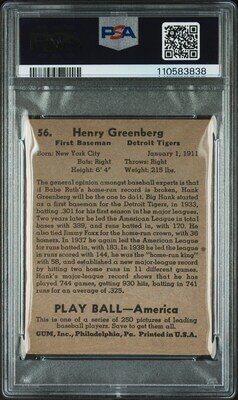 PSA
110583838
56. Henry Greenberg
First Baseman Detroit Tigers
Born: New York City January 1, 1911
Bats: Right Throws: Right
Height: 6' 4" Weight: 215 lbs.
The general opinion amongst baseball experts is that
if Babe Ruth's home-run record is broken, Hank
Greenberg will be the one to do it. Big Hank started
as a first baseman for the Detroit Tigers in 1933,
batting .301 for his first season in the major leagues.
Two years later he led the American League in total
bases with 389, and runs batted in, with 170. He also
tied Jimmy Foxx for the home-run crown, with 36
homers. In 1937 he again led the American League
for runs batted in, with 183. In 1938 he led the league
in runs scored with 144, he was the "home-run king"
with 58, and established a new major-league record
by hitting two home runs in 11 different games.
Hank's major-league record shows that he has
played 744 games, getting 930 hits, batting in 741
runs for an average of .325.
PLAY BALL—America
This is one of a series of 250 pictures of leading
baseball players. Save to get them all.
GUM, Inc., Philadelphia, Pa. Printed in U.S.A.